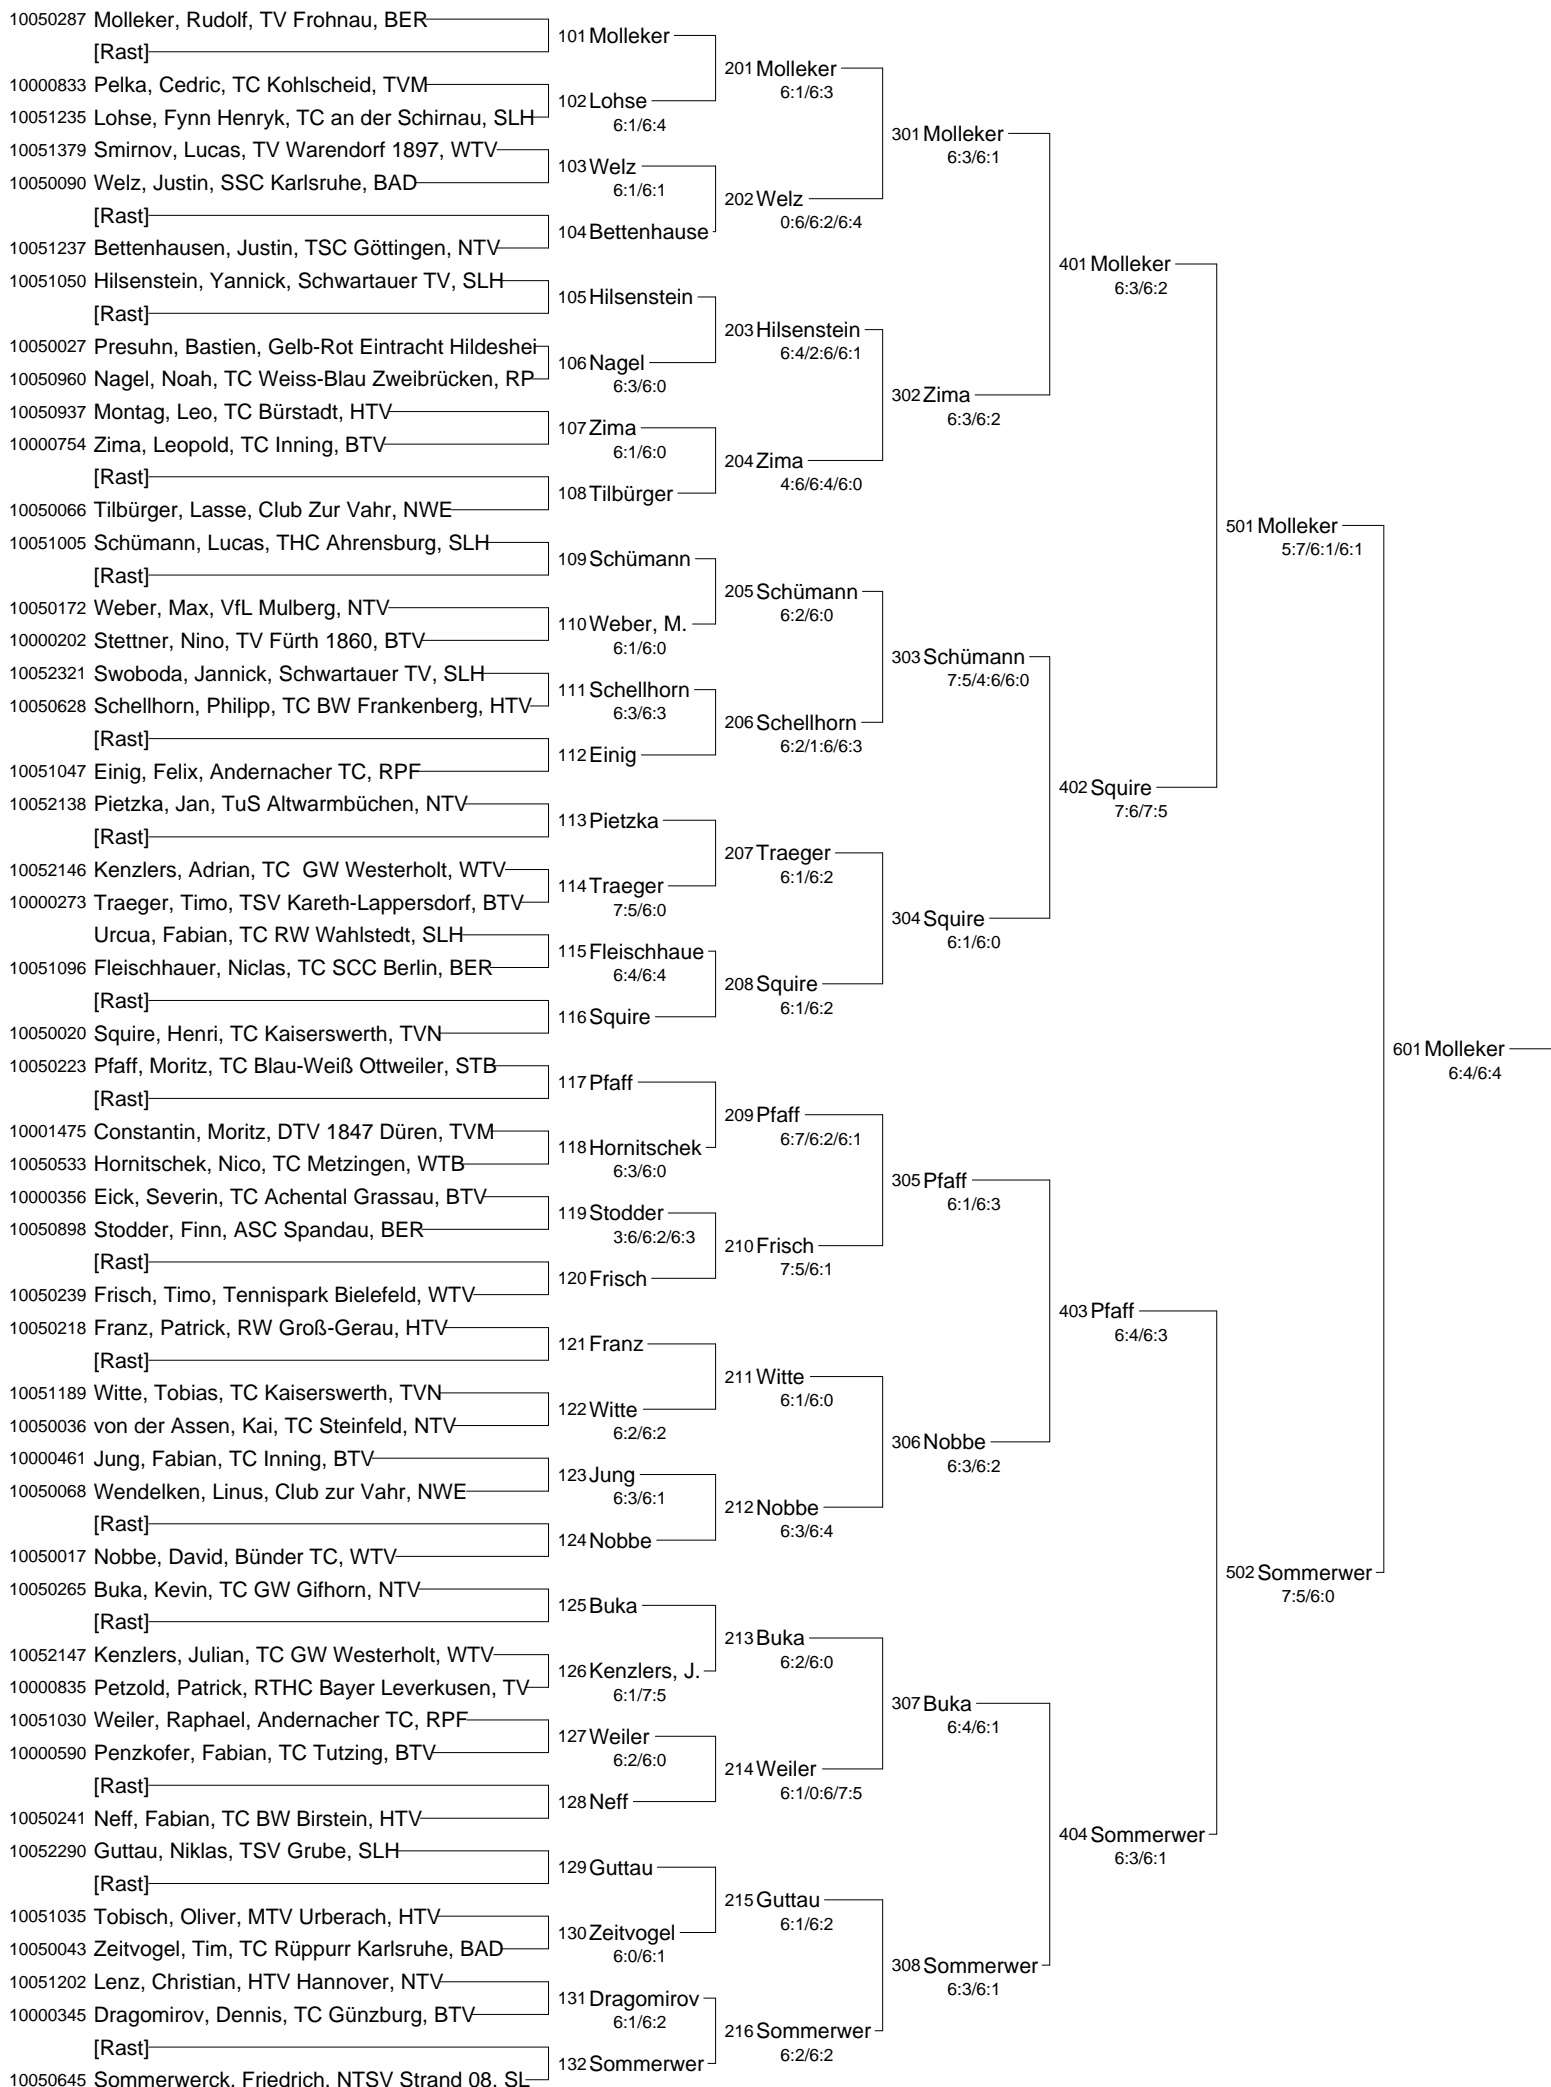 10050287 Molleker, Rudolf, TV Frohnau, BER
[Rast]
10000833 Pelka, Cedric, TC Kohlscheid, TVM
10051235 Lohse, Fynn Henryk, TC an der Schirnau, SLH
10051379 Smirnov, Lucas, TV Warendorf 1897, WTV
10050090 Welz, Justin, SSC Karlsruhe, BAD
[Rast]
10051237 Bettenhausen, Justin, TSC Göttingen, NTV
10051050 Hilsenstein, Yannick, Schwartauer TV, SLH
[Rast]
10050027 Presuhn, Bastien, Gelb-Rot Eintracht Hildeshei
10050960 Nagel, Noah, TC Weiss-Blau Zweibrücken, RP
10050937 Montag, Leo, TC Bürstadt, HTV
10000754 Zima, Leopold, TC Inning, BTV
[Rast]
10050066 Tilbürger, Lasse, Club Zur Vahr, NWE
10051005 Schümann, Lucas, THC Ahrensburg, SLH
[Rast]
10050172 Weber, Max, VfL Mulberg, NTV
10000202 Stettner, Nino, TV Fürth 1860, BTV
10052321 Swoboda, Jannick, Schwartauer TV, SLH
10050628 Schellhorn, Philipp, TC BW Frankenberg, HTV
[Rast]
10051047 Einig, Felix, Andernacher TC, RPF
10052138 Pietzka, Jan, TuS Altwarmbüchen, NTV
[Rast]
10052146 Kenzlers, Adrian, TC  GW Westerholt, WTV
10000273 Traeger, Timo, TSV Kareth-Lappersdorf, BTV
Urcua, Fabian, TC RW Wahlstedt, SLH
10051096 Fleischhauer, Niclas, TC SCC Berlin, BER
[Rast]
10050020 Squire, Henri, TC Kaiserswerth, TVN
10050223 Pfaff, Moritz, TC Blau-Weiß Ottweiler, STB
[Rast]
10001475 Constantin, Moritz, DTV 1847 Düren, TVM
10050533 Hornitschek, Nico, TC Metzingen, WTB
10000356 Eick, Severin, TC Achental Grassau, BTV
10050898 Stodder, Finn, ASC Spandau, BER
[Rast]
10050239 Frisch, Timo, Tennispark Bielefeld, WTV
10050218 Franz, Patrick, RW Groß-Gerau, HTV
[Rast]
10051189 Witte, Tobias, TC Kaiserswerth, TVN
10050036 von der Assen, Kai, TC Steinfeld, NTV
10000461 Jung, Fabian, TC Inning, BTV
10050068 Wendelken, Linus, Club zur Vahr, NWE
[Rast]
10050017 Nobbe, David, Bünder TC, WTV
10050265 Buka, Kevin, TC GW Gifhorn, NTV
[Rast]
10052147 Kenzlers, Julian, TC GW Westerholt, WTV
10000835 Petzold, Patrick, RTHC Bayer Leverkusen, TV
10051030 Weiler, Raphael, Andernacher TC, RPF
10000590 Penzkofer, Fabian, TC Tutzing, BTV
[Rast]
10050241 Neff, Fabian, TC BW Birstein, HTV
10052290 Guttau, Niklas, TSV Grube, SLH
[Rast]
10051035 Tobisch, Oliver, MTV Urberach, HTV
10050043 Zeitvogel, Tim, TC Rüppurr Karlsruhe, BAD
10051202 Lenz, Christian, HTV Hannover, NTV
10000345 Dragomirov, Dennis, TC Günzburg, BTV
[Rast]
10050645 Sommerwerck, Friedrich, NTSV Strand 08, SL
101 Molleker
102 Lohse
6:1/6:4
103 Welz
6:1/6:1
104 Bettenhause
105 Hilsenstein
106 Nagel
6:3/6:0
107 Zima
6:1/6:0
108 Tilbürger
109 Schümann
110 Weber, M.
6:1/6:0
111 Schellhorn
6:3/6:3
112 Einig
113 Pietzka
114 Traeger
7:5/6:0
115 Fleischhaue
6:4/6:4
116 Squire
117 Pfaff
118 Hornitschek
6:3/6:0
119 Stodder
3:6/6:2/6:3
120 Frisch
121 Franz
122 Witte
6:2/6:2
123 Jung
6:3/6:1
124 Nobbe
125 Buka
126 Kenzlers, J.
6:1/7:5
127 Weiler
6:2/6:0
128 Neff
129 Guttau
130 Zeitvogel
6:0/6:1
131 Dragomirov
6:1/6:2
132 Sommerwer
201 Molleker
6:1/6:3
202 Welz
0:6/6:2/6:4
203 Hilsenstein
6:4/2:6/6:1
204 Zima
4:6/6:4/6:0
205 Schümann
6:2/6:0
206 Schellhorn
6:2/1:6/6:3
207 Traeger
6:1/6:2
208 Squire
6:1/6:2
209 Pfaff
6:7/6:2/6:1
210 Frisch
7:5/6:1
211 Witte
6:1/6:0
212 Nobbe
6:3/6:4
213 Buka
6:2/6:0
214 Weiler
6:1/0:6/7:5
215 Guttau
6:1/6:2
216 Sommerwer
6:2/6:2
301 Molleker
6:3/6:1
302 Zima
6:3/6:2
303 Schümann
7:5/4:6/6:0
304 Squire
6:1/6:0
305 Pfaff
6:1/6:3
306 Nobbe
6:3/6:2
307 Buka
6:4/6:1
308 Sommerwer
6:3/6:1
401 Molleker
6:3/6:2
402 Squire
7:6/7:5
403 Pfaff
6:4/6:3
404 Sommerwer
6:3/6:1
501 Molleker
5:7/6:1/6:1
502 Sommerwer
7:5/6:0
601 Molleker
6:4/6:4